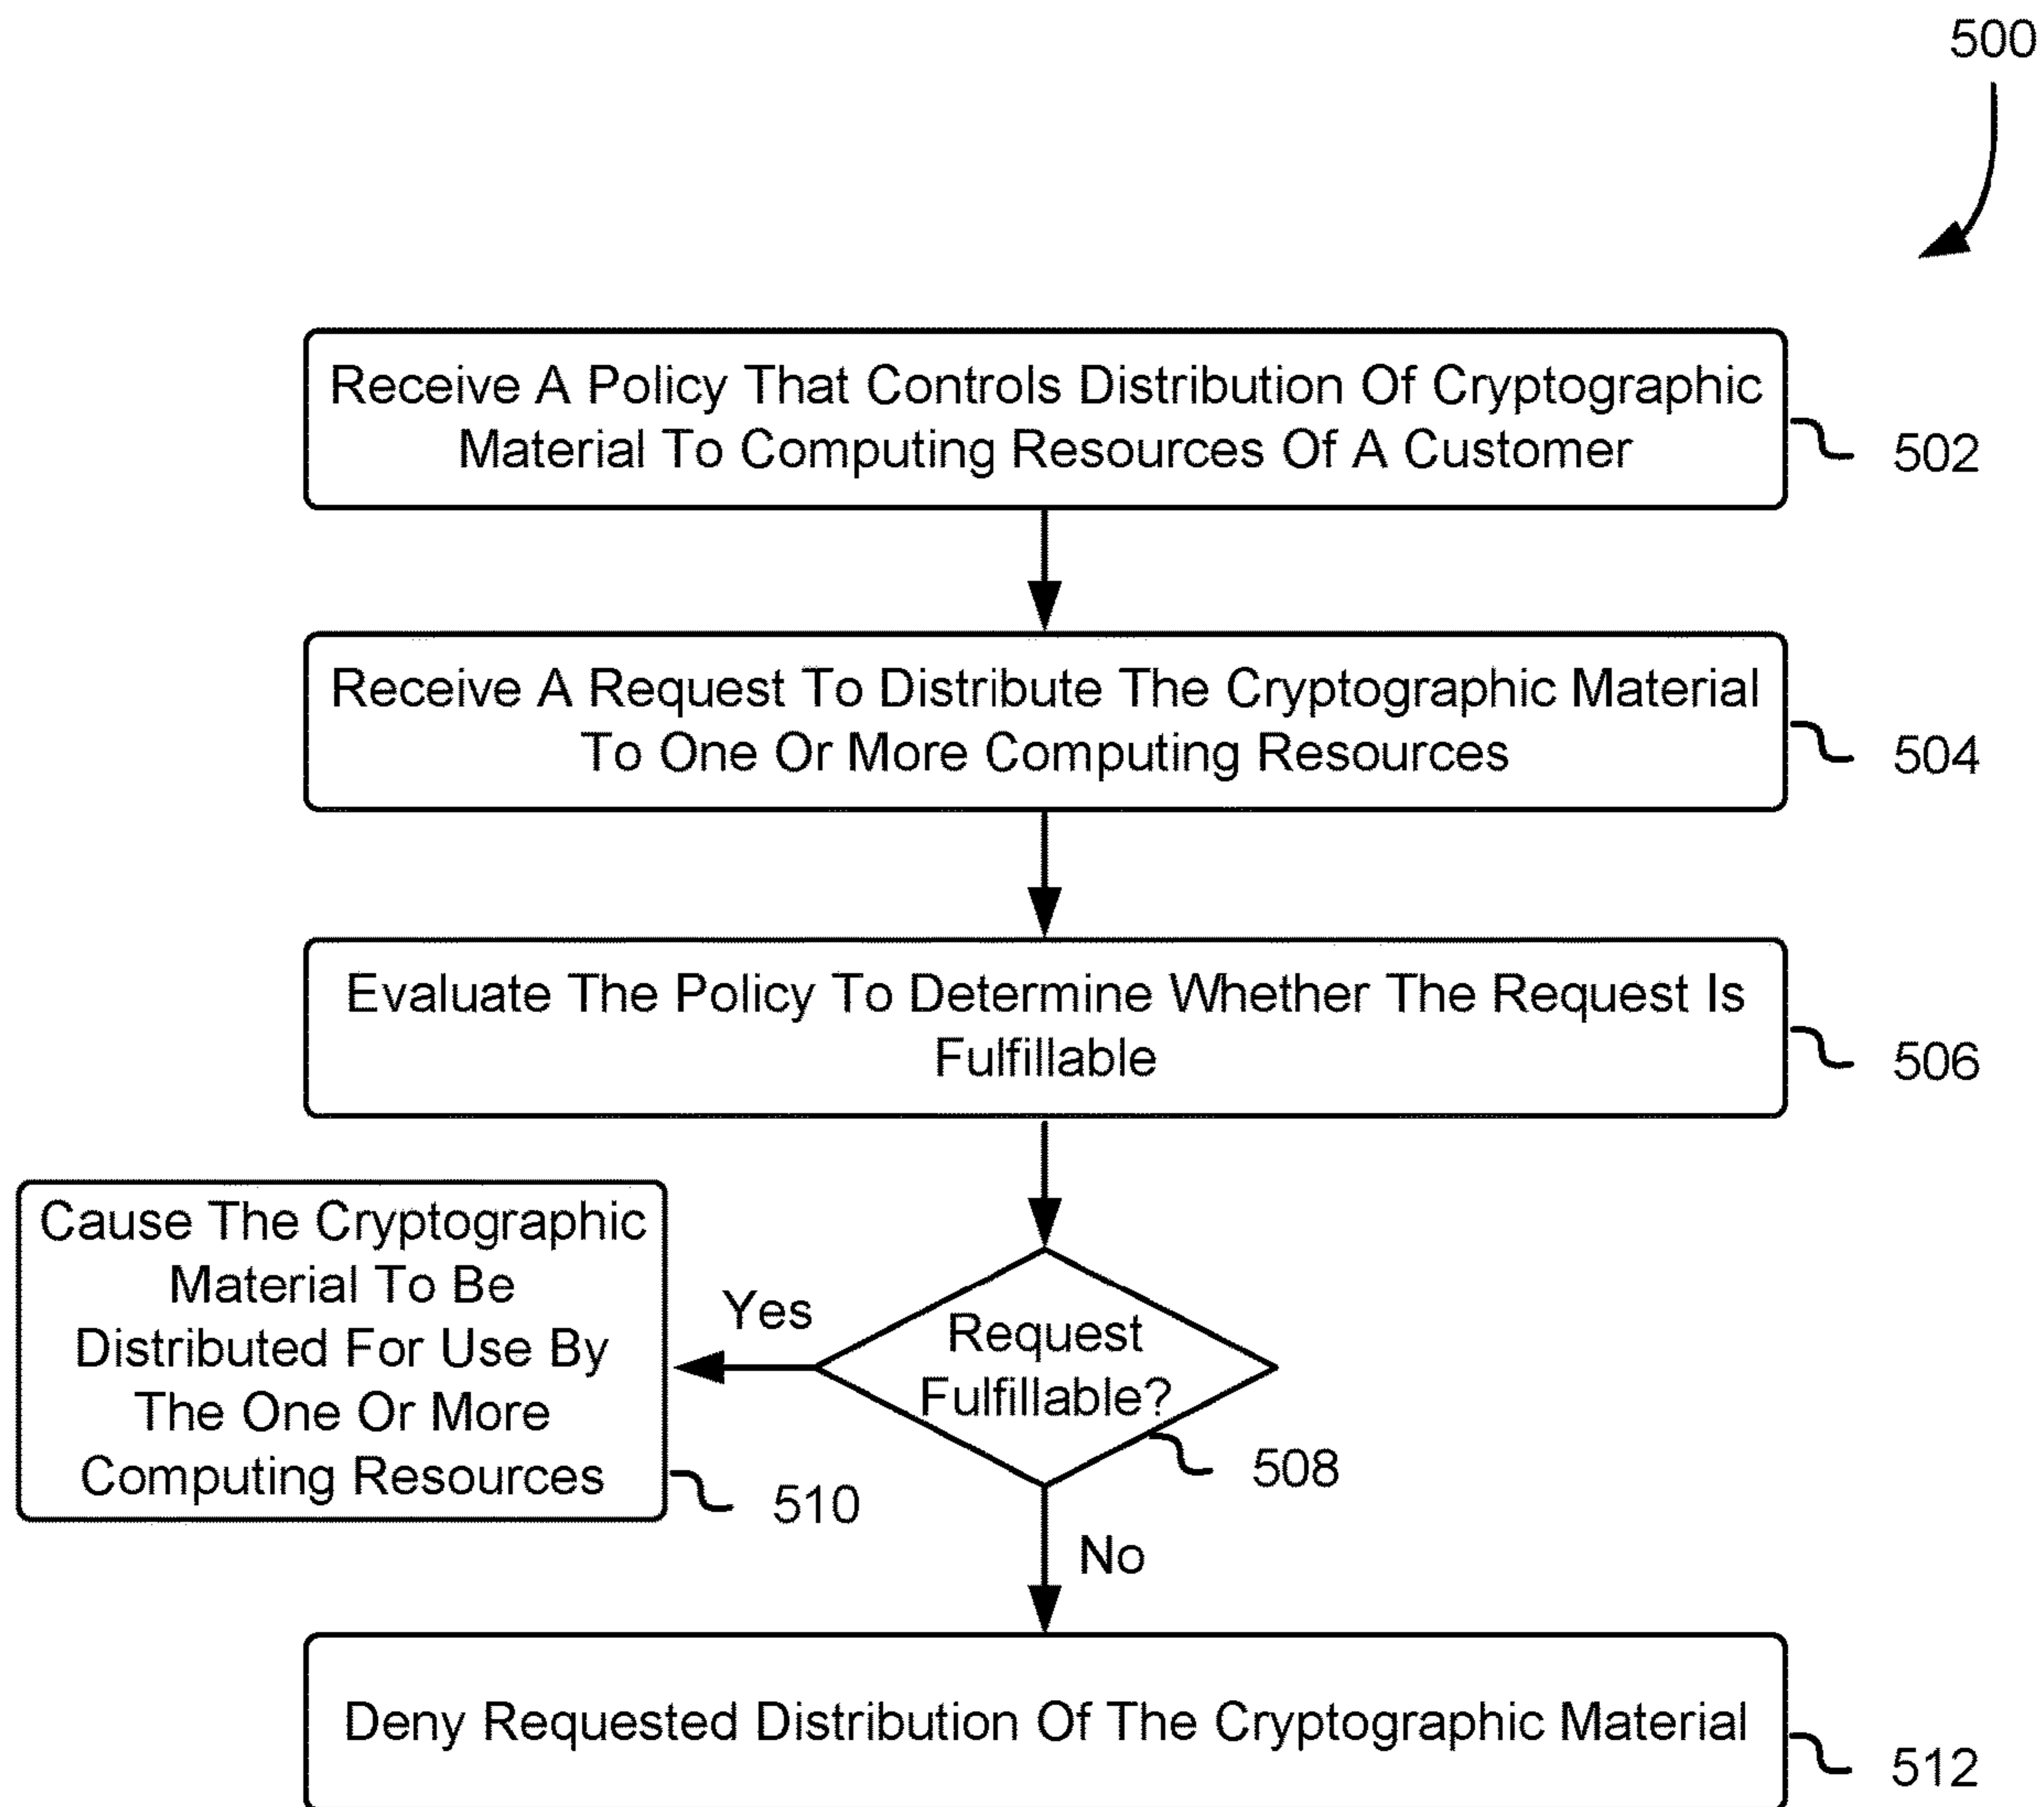 500
Receive A Policy That Controls Distribution Of Cryptographic
Material To Computing Resources Of A Customer
502
Receive A Request To Distribute The Cryptographic Material
To One Or More Computing Resources
504
Evaluate The Policy To Determine Whether The Request Is
Fulfillable
506
Request
Fulfillable?
508
Yes
Cause The Cryptographic
Material To Be
Distributed For Use By
The One Or More
Computing Resources
510
No
Deny Requested Distribution Of The Cryptographic Material
512